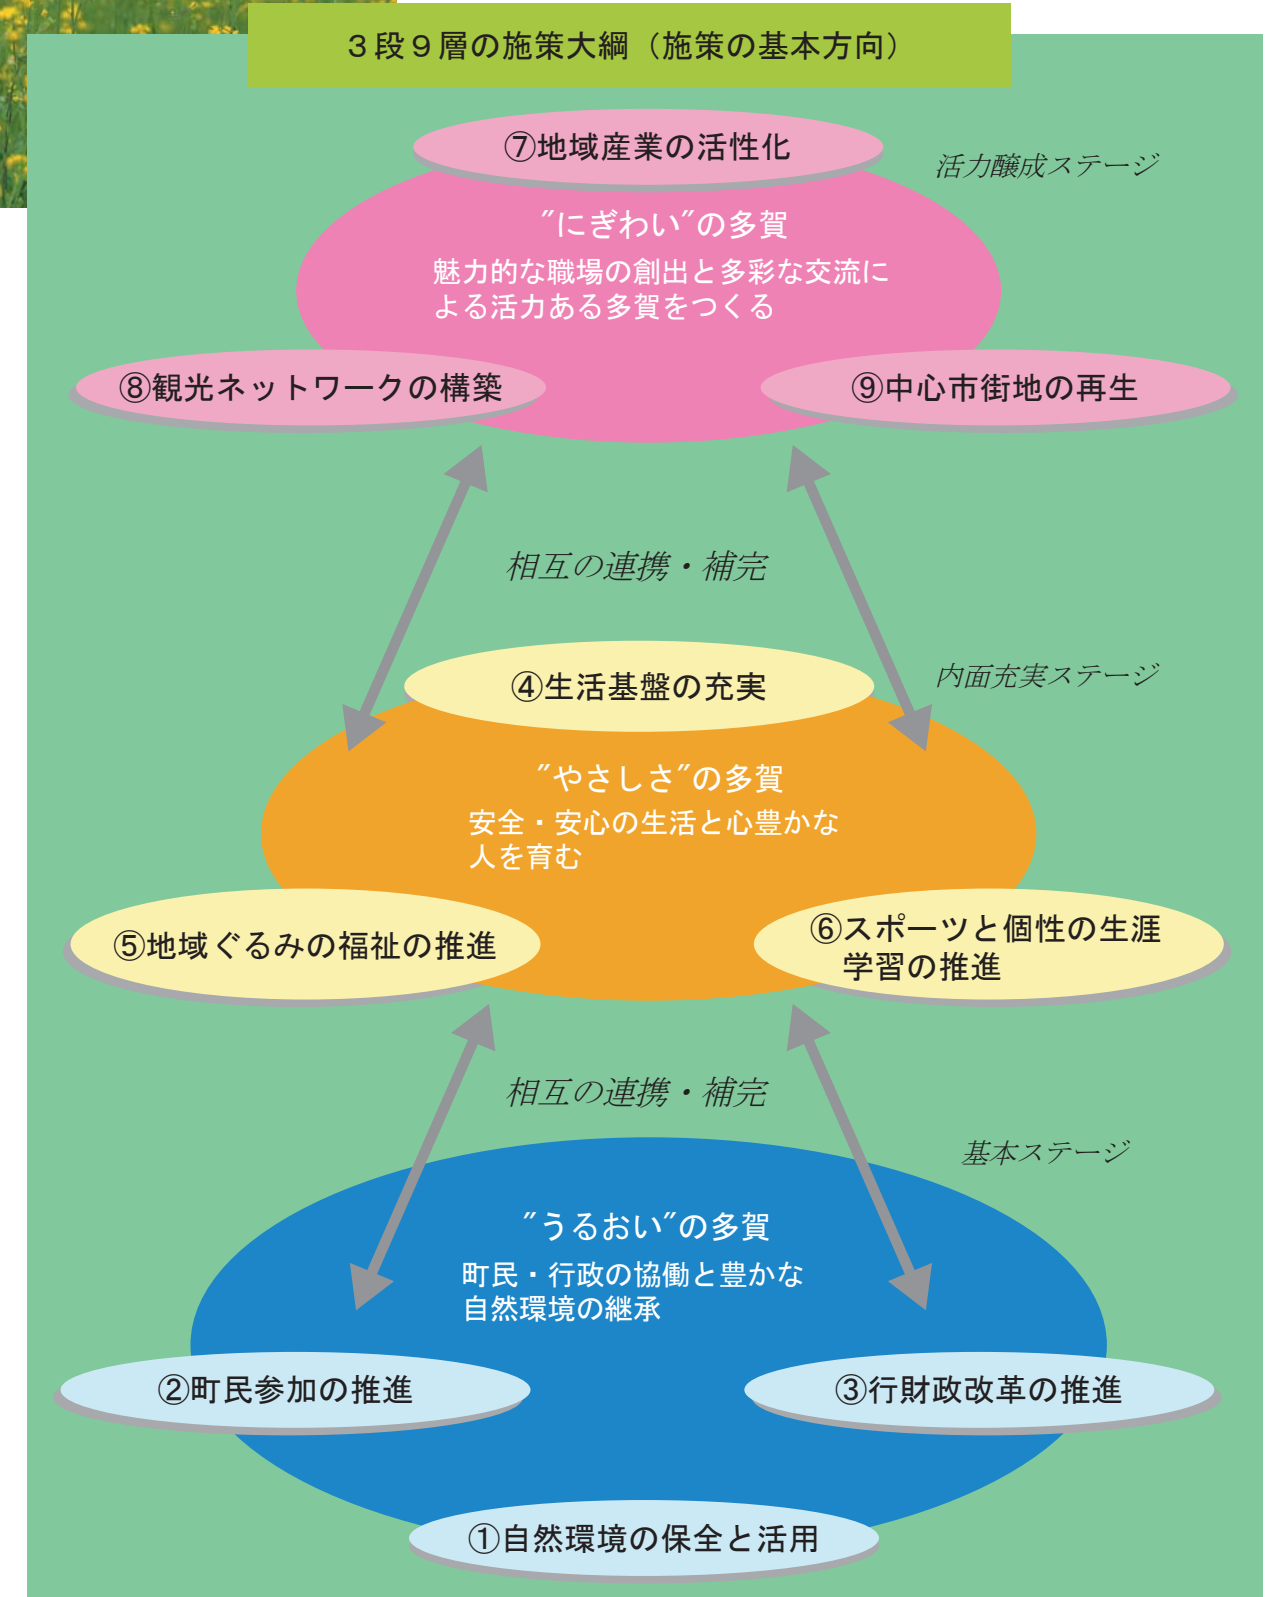 ３段９層の施策大綱（施策の基本方向）
⑦地域産業の活性化
活力醸成ステージ
″にぎわい″の多賀
魅力的な職場の創出と多彩な交流に
よる活力ある多賀をつくる
⑧観光ネットワークの構築
⑨中心市街地の再生
相互の連携・補完
④生活基盤の充実
内面充実ステージ
″やさしさ″の多賀
安全・安心の生活と心豊かな
人を育む
⑤地域ぐるみの福祉の推進
⑥スポーツと個性の生涯
学習の推進
相互の連携・補完
基本ステージ
″うるおい″の多賀
町民・行政の協働と豊かな
自然環境の継承
②町民参加の推進
③行財政改革の推進
①自然環境の保全と活用